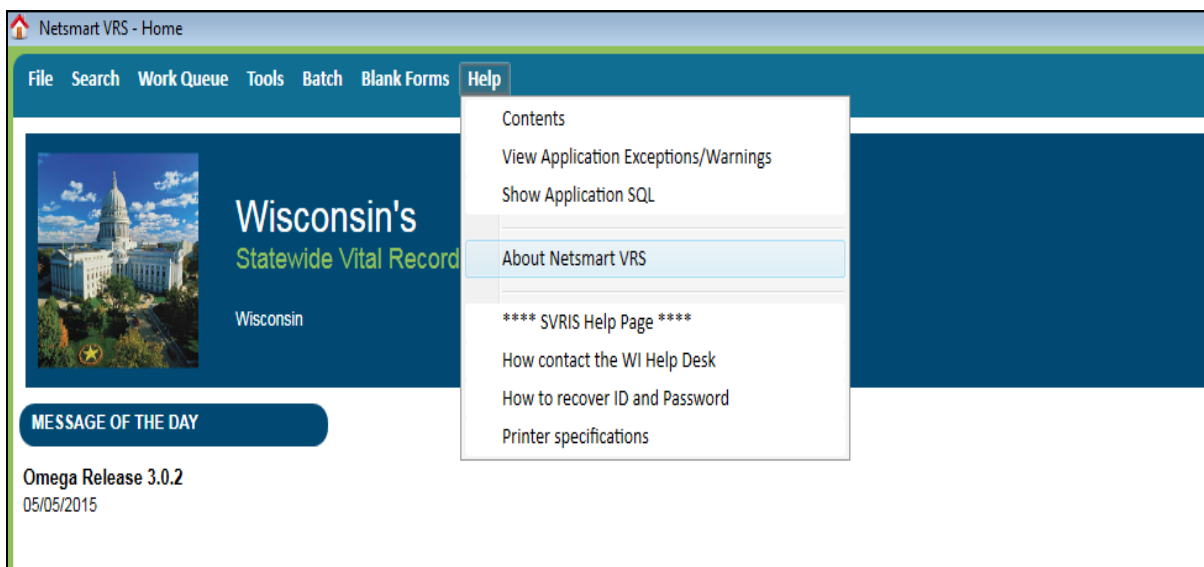 Netsmart VRS - Home
File Search Work Queue Tools Batch Blank Forms Help
Contents
View Application Exceptions/Warnings
Show Application SQL
About Netsmart VRS
**** SVRIS Help Page ****
How contact the WI Help Desk
How to recover ID and Password
Printer specifications
Wisconsin's
Statewide Vital Record
Wisconsin
MESSAGE OF THE DAY
Omega Release 3.0.2
05/05/2015